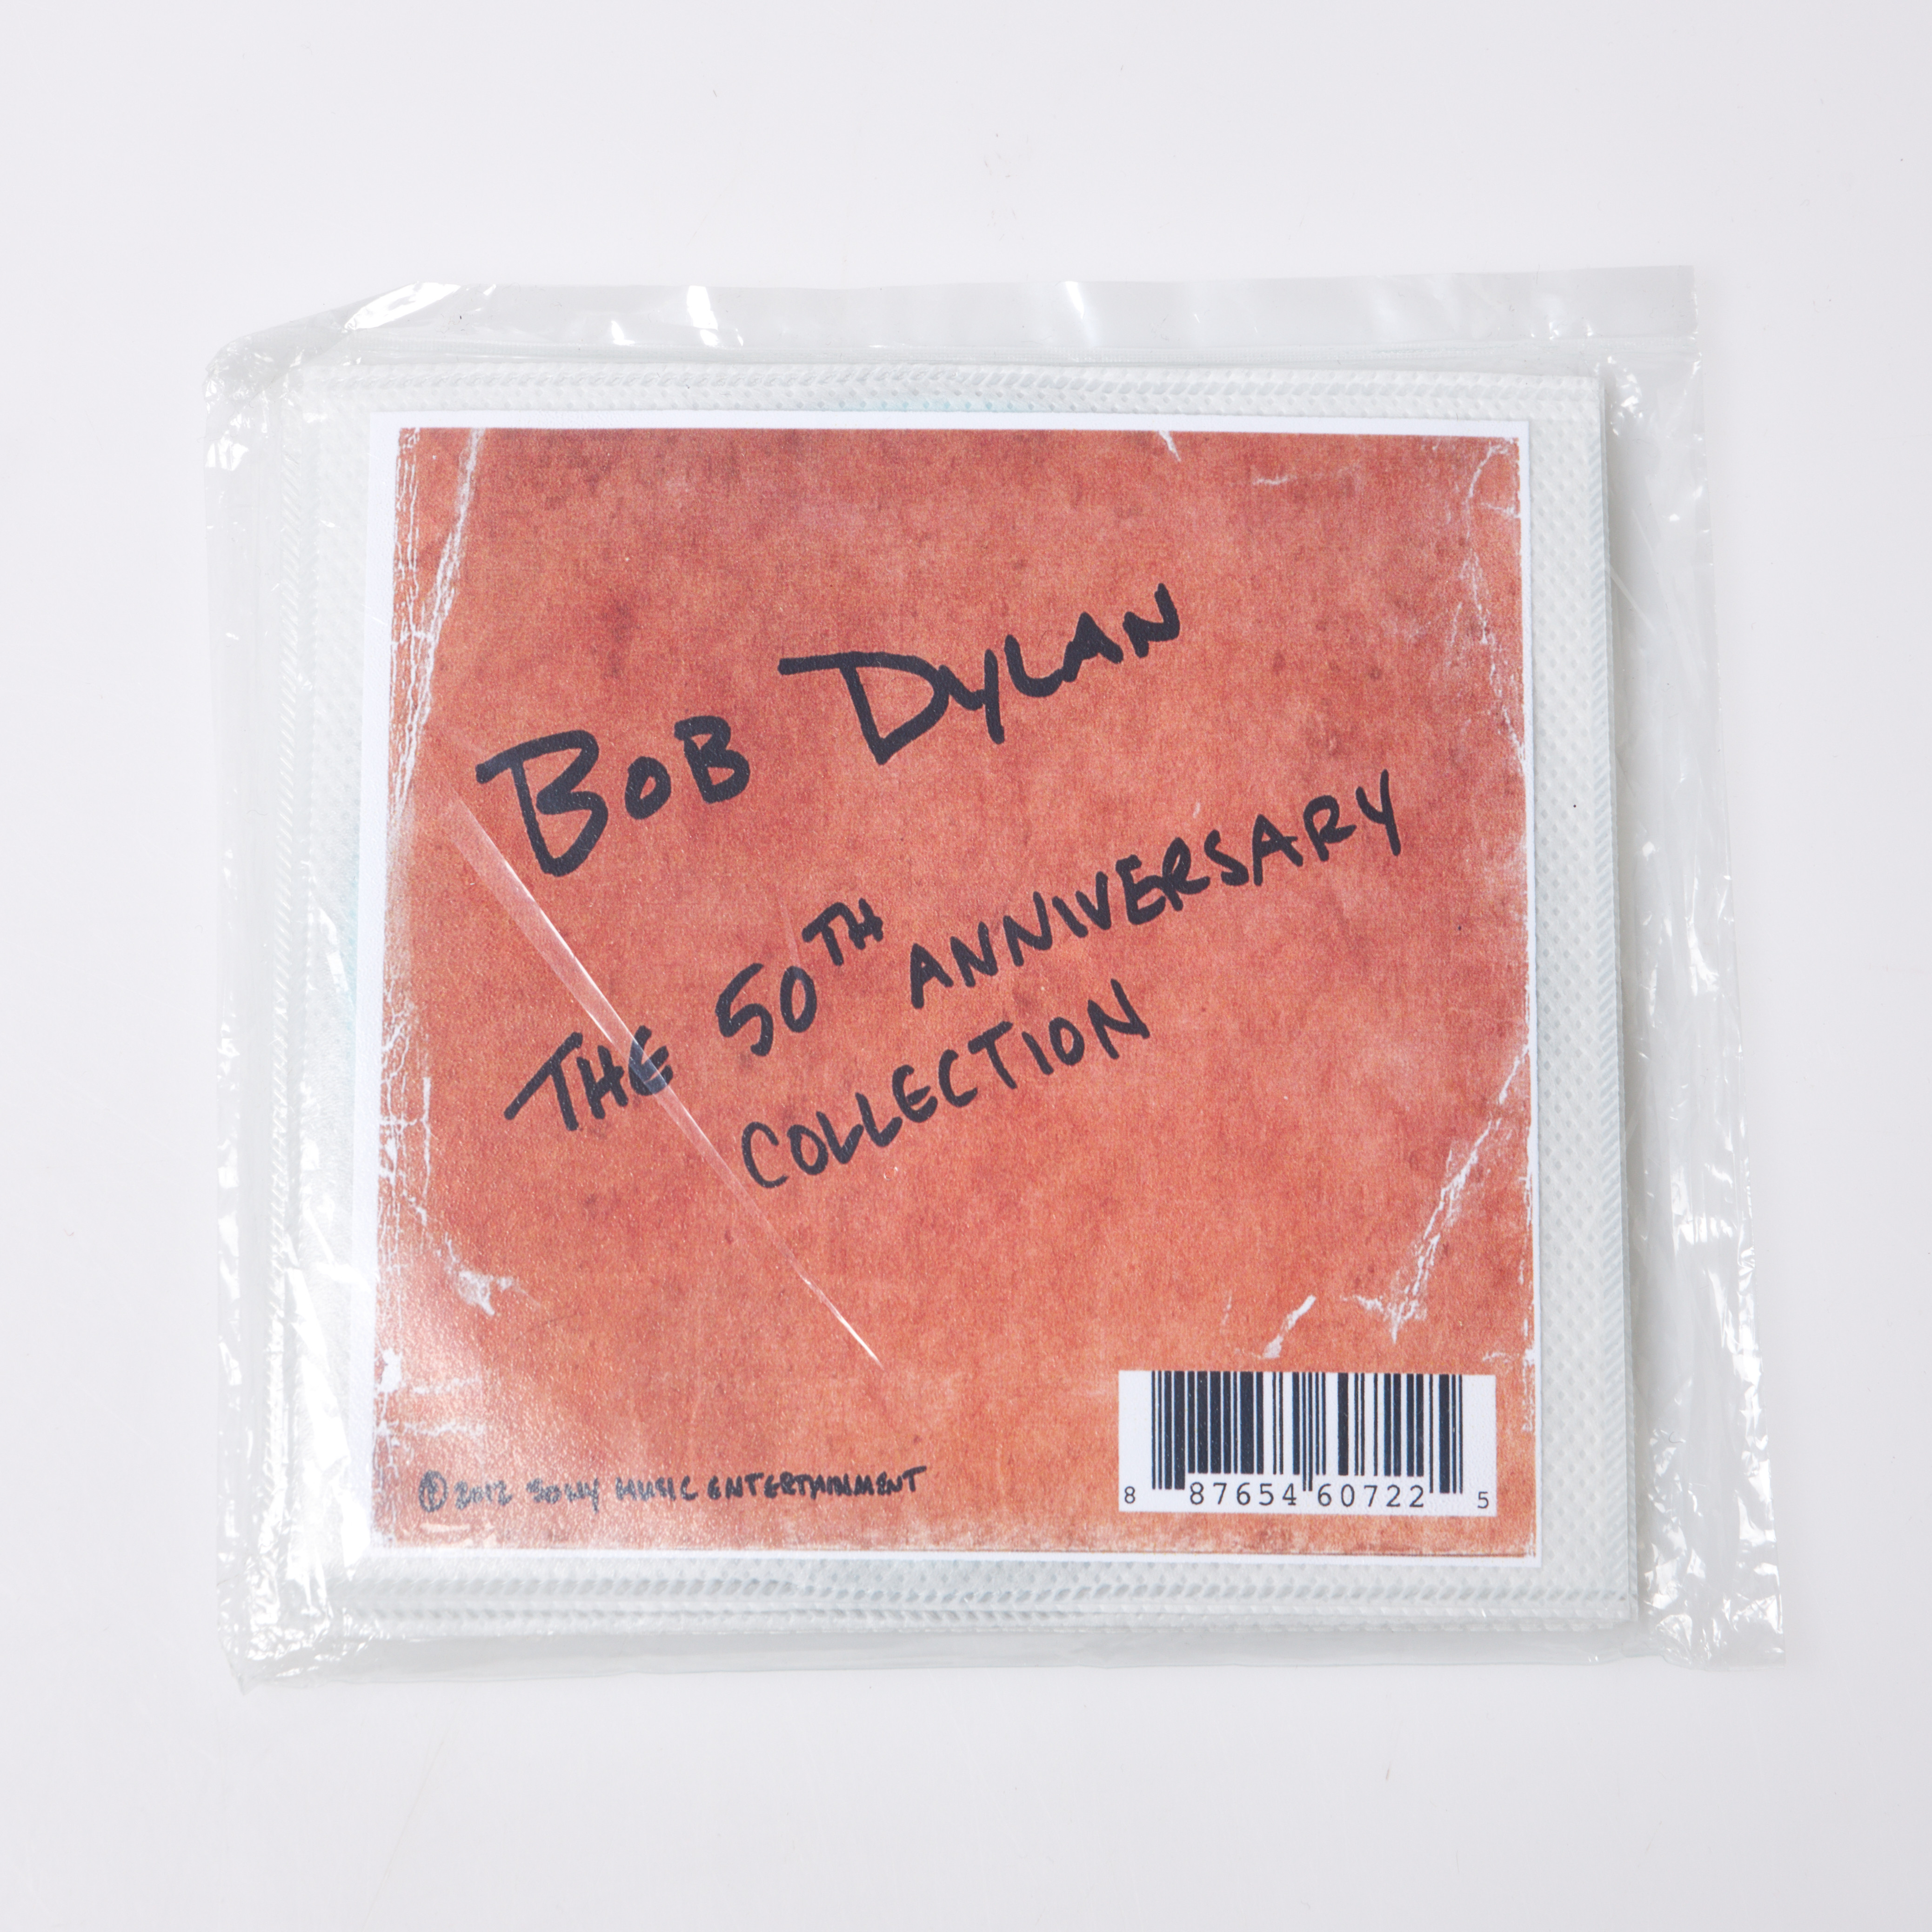 BOB DYLAN
THE 50TH ANNIVERSARY
COLLECTION
℗ 2012 SONY MUSIC ENTERTAINMENT
8 87654 60722 5